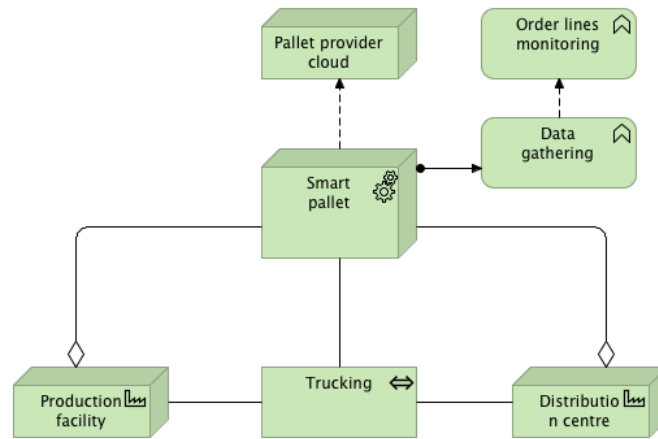 Pallet provider
cloud
Order lines
monitoring
Data
gathering
Smart
pallet
Production
facility
Trucking
Distributio
n centre